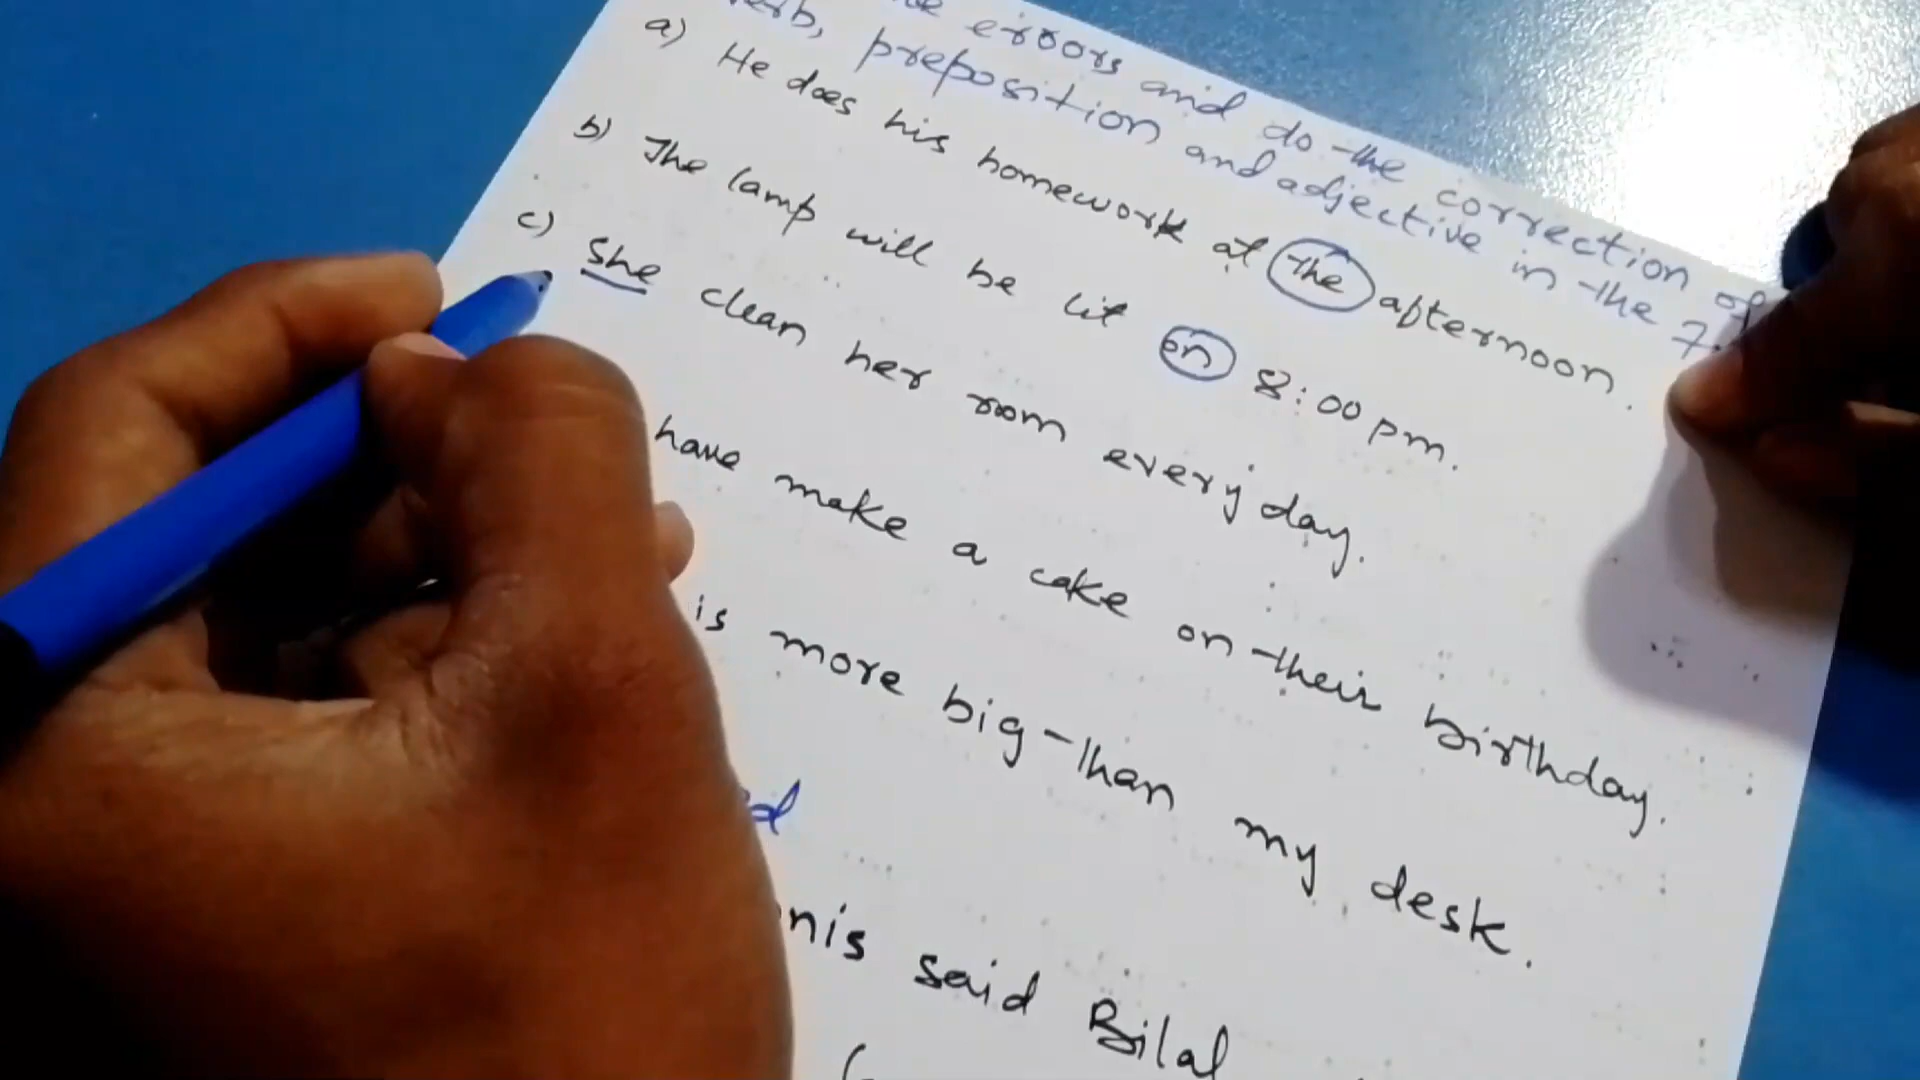 errors and do the correction of
verb, preposition and adjective in the 7
a) He does his homework at the afternoon.
b) The lamp will be lit on 8:00 pm.
c) She clean her room every day.
have make a cake on their birthday.
is more big than my desk.
said Bilal